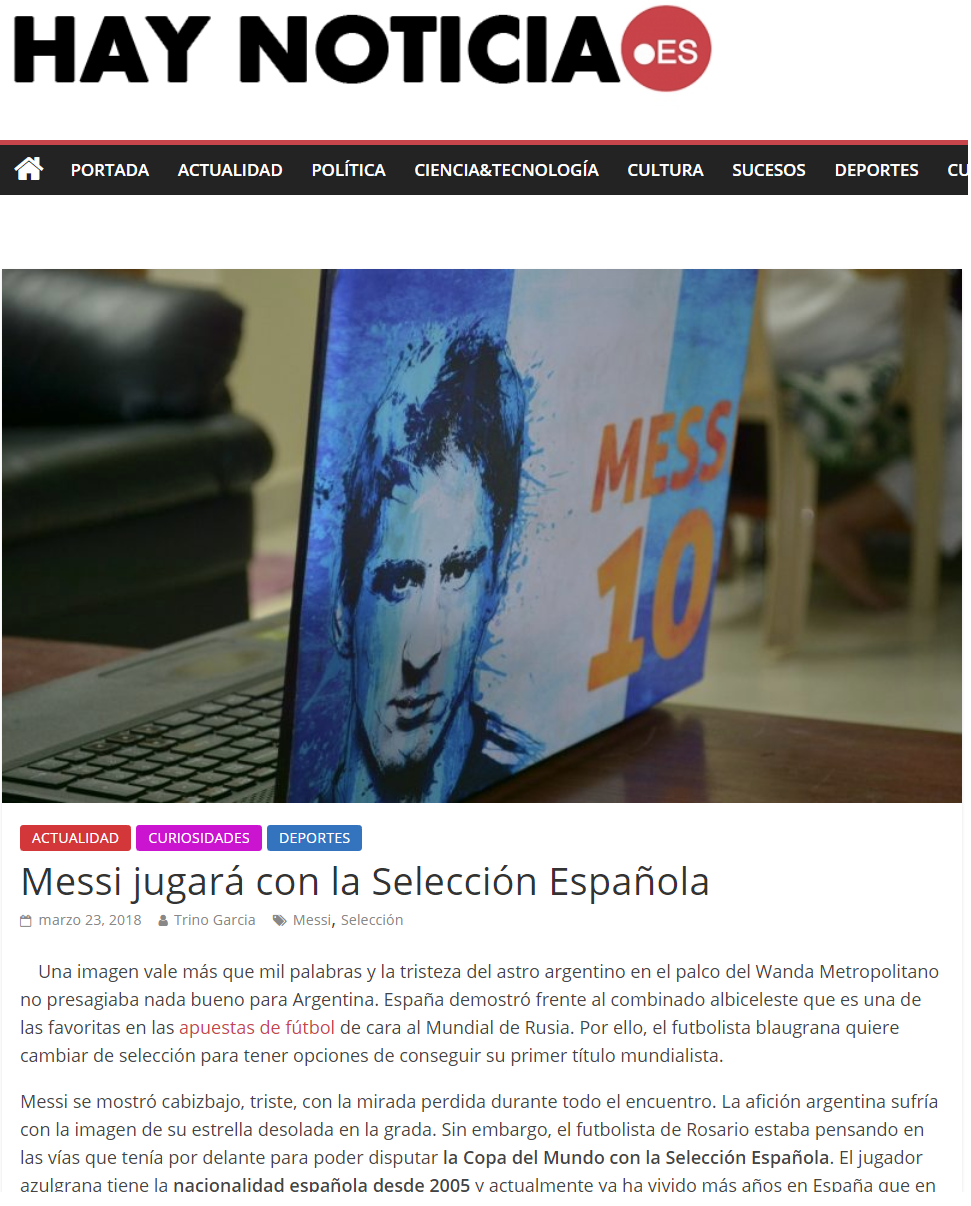 HAY NOTICIA.ES
PORTADA ACTUALIDAD POLÍTICA CIENCIA&TECNOLOGÍA CULTURA SUCESOS DEPORTES CU
MESS
10
ACTUALIDAD CURIOSIDADES DEPORTES
Messi jugará con la Selección Española
marzo 23, 2018 Trino Garcia Messi, Selección
Una imagen vale más que mil palabras y la tristeza del astro argentino en el palco del Wanda Metropolitano
no presagiaba nada bueno para Argentina. España demostró frente al combinado albiceleste que es una de
las favoritas en las apuestas de fútbol de cara al Mundial de Rusia. Por ello, el futbolista blaugrana quiere
cambiar de selección para tener opciones de conseguir su primer título mundialista.
Messi se mostró cabizbajo, triste, con la mirada perdida durante todo el encuentro. La afición argentina sufría
con la imagen de su estrella desolada en la grada. Sin embargo, el futbolista de Rosario estaba pensando en
las vías que tenía por delante para poder disputar la Copa del Mundo con la Selección Española. El jugador
azulgrana tiene la nacionalidad española desde 2005 y actualmente ya ha vivido más años en España que en